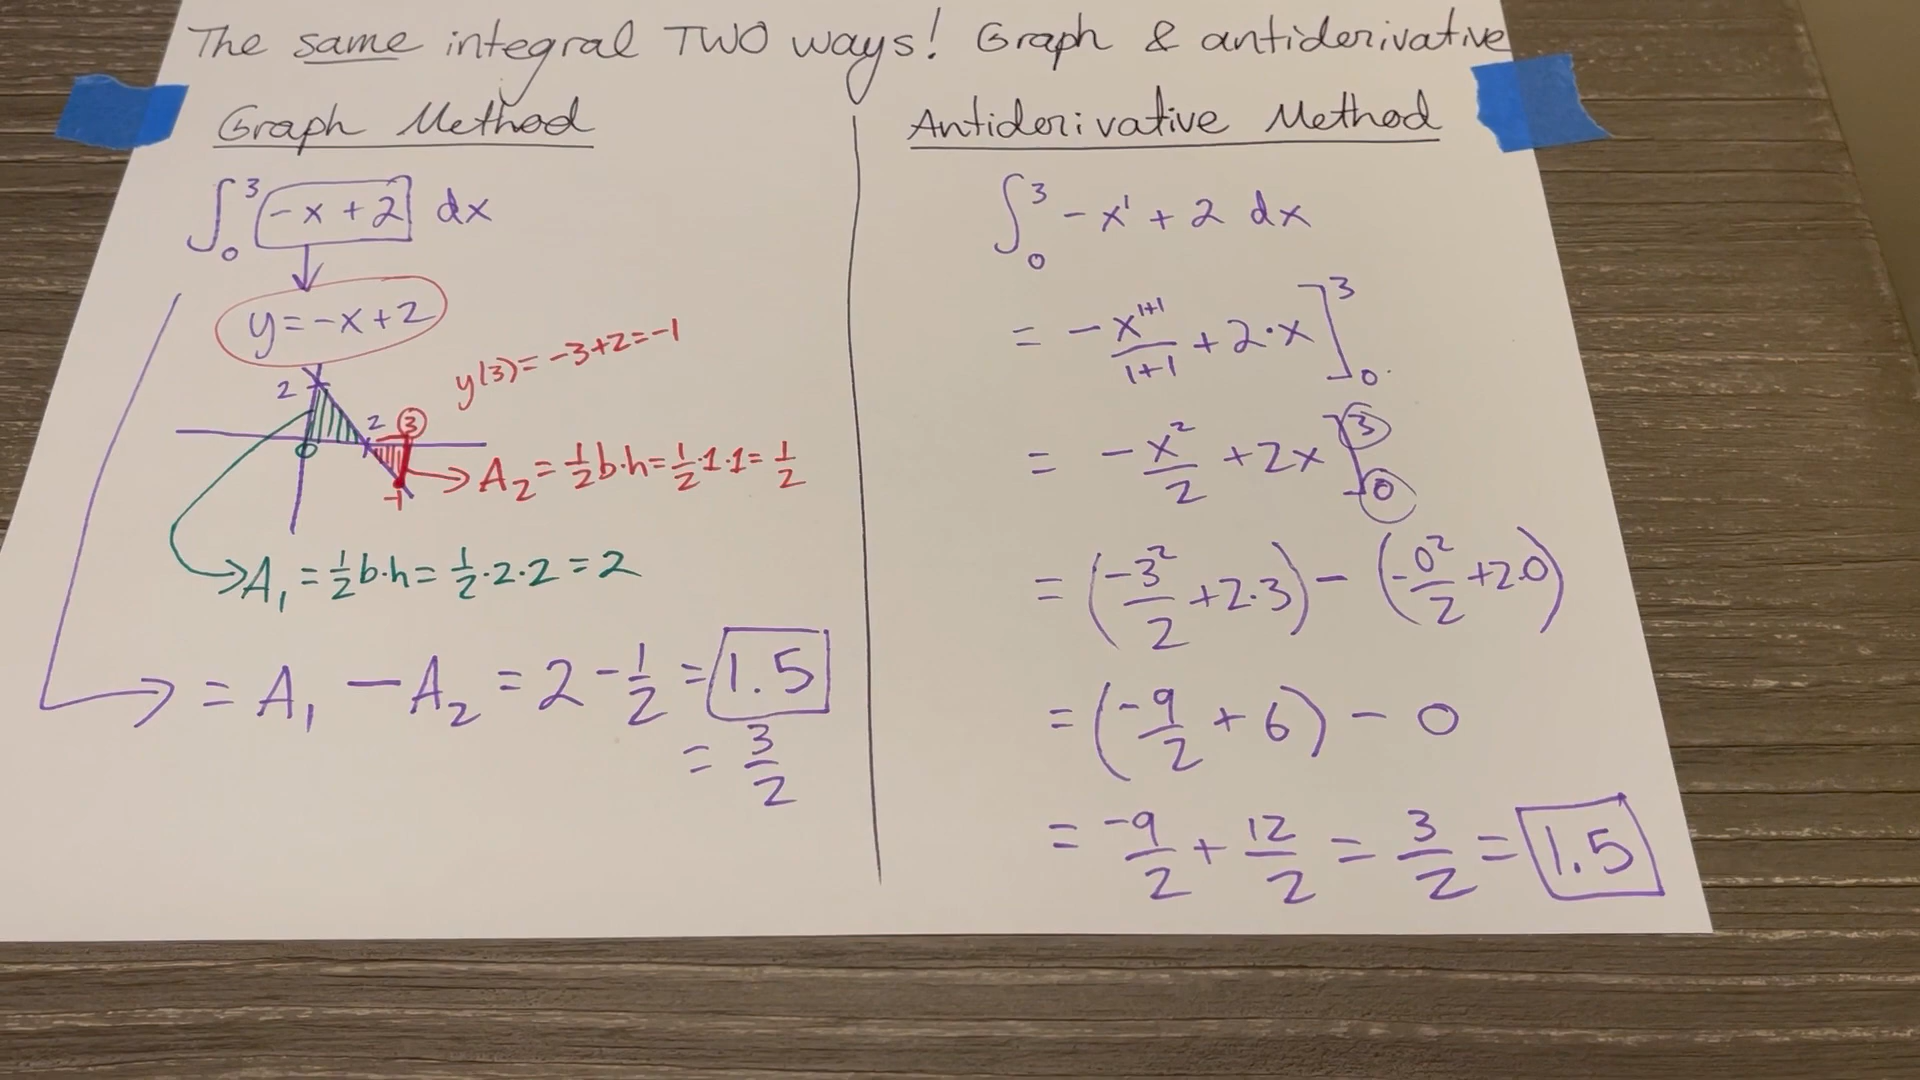 The same integral TWO ways! Graph & antiderivative
Graph Method
∫₀³ -x + 2 dx
y = -x + 2
y(3) = -3+2 = -1
2
2
3
-1
A₂ = 1/2 b·h = 1/2·1·1 = 1/2
A₁ = 1/2 b·h = 1/2·2·2 = 2
= A₁ - A₂ = 2 - 1/2 = 1.5
= 3/2
Antiderivative Method
∫₀³ -x¹ + 2 dx
= -x¹⁺¹/1+1 + 2·x ]₀³
= -x²/2 + 2x ]₀³
= (-3²/2 + 2·3) - (-0²/2 + 2·0)
= (-9/2 + 6) - 0
= -9/2 + 12/2 = 3/2 = 1.5